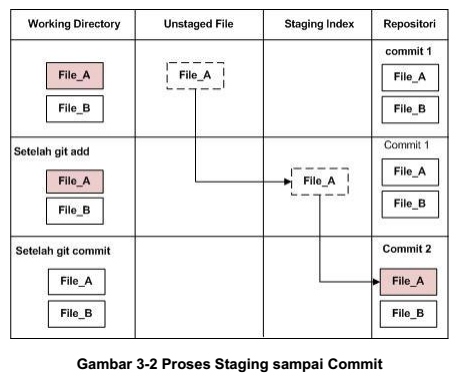 Working Directory Unstaged File Staging Index Repositori
commit 1
File_A File_A File_A
File_B File_B
Setelah git add Commit 1
File_A File_A File_A
File_B File_B
Setelah git commit Commit 2
File_A File_A
File_B File_B
Gambar 3-2 Proses Staging sampai Commit